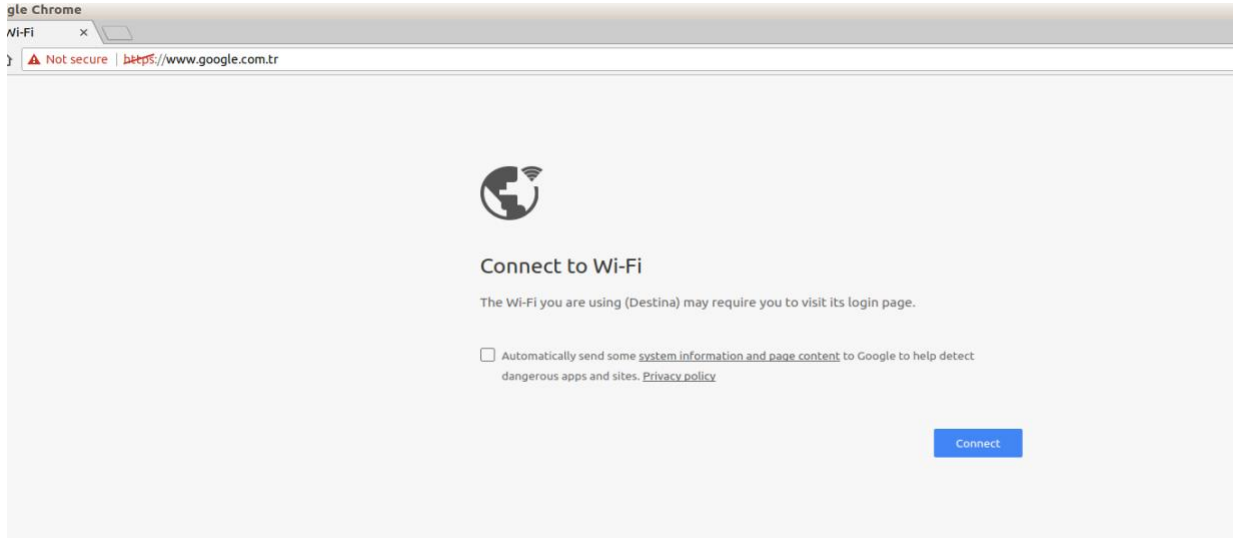 gle Chrome
Wi-Fi ×
Not secure | https://www.google.com.tr
Connect to Wi-Fi
The Wi-Fi you are using (Destina) may require you to visit its login page.
Automatically send some system information and page content to Google to help detect
dangerous apps and sites. Privacy policy
Connect